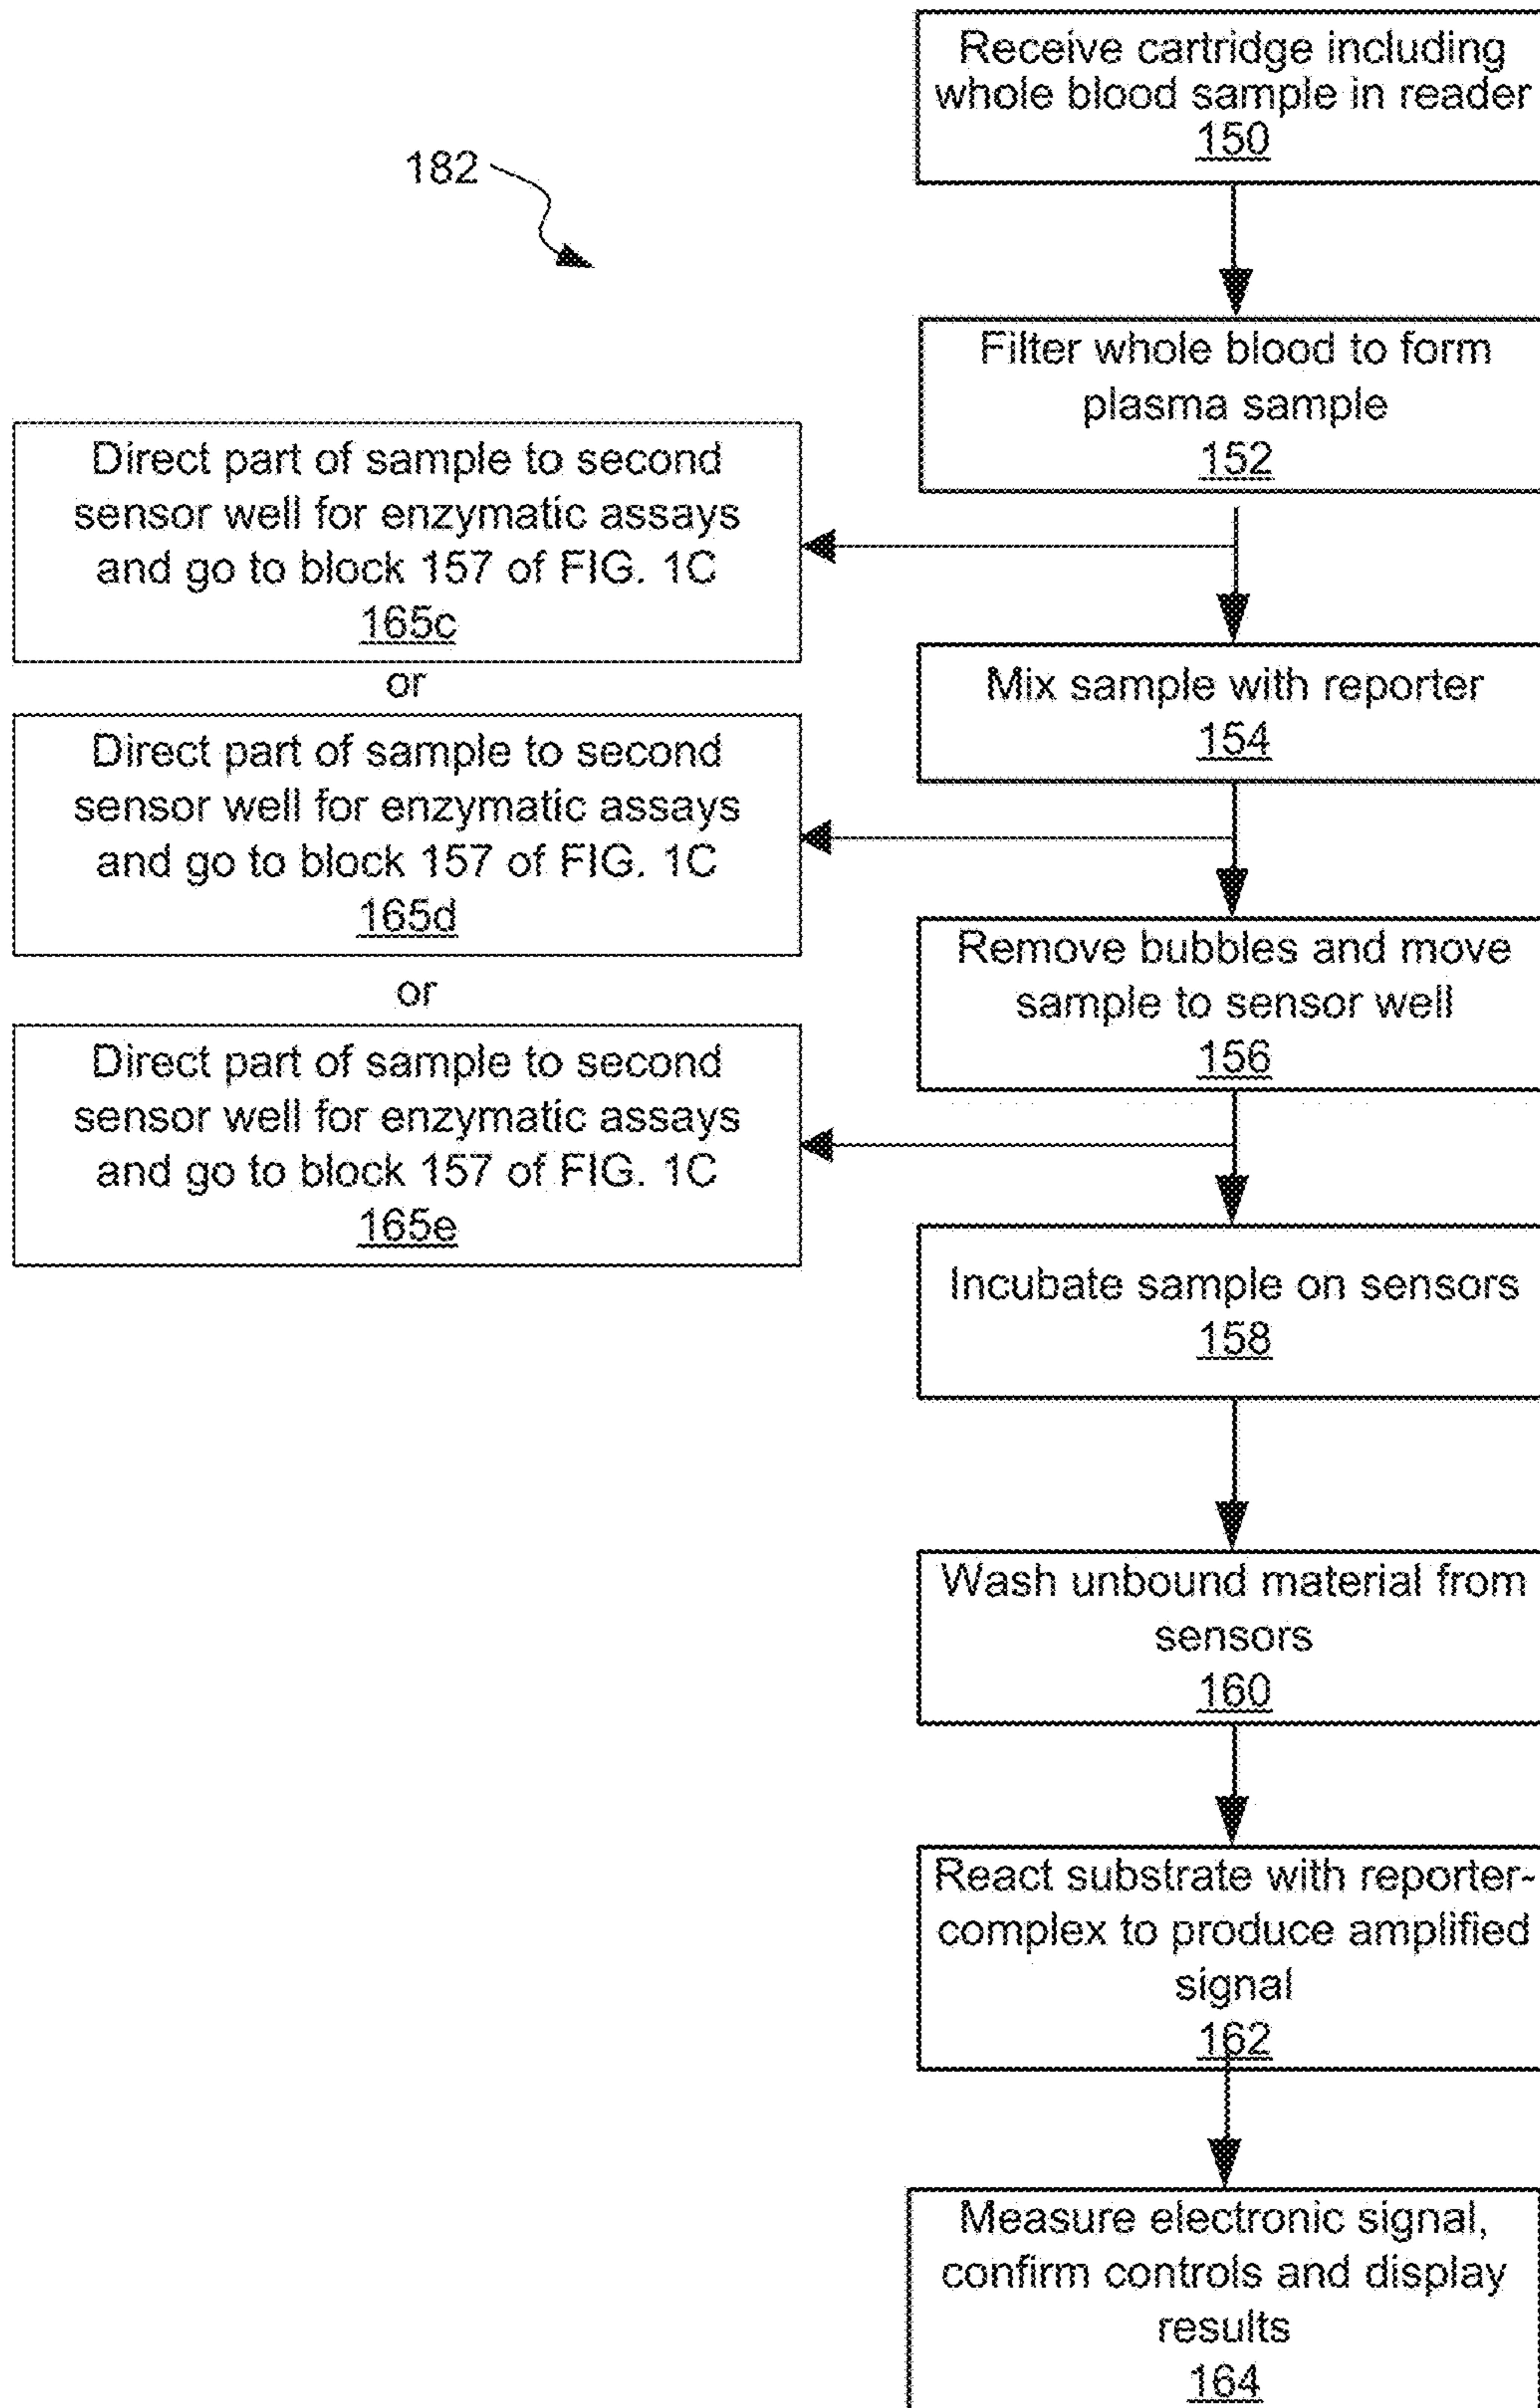 Receive cartridge including
whole blood sample in reader
150
182
Filter whole blood to form
plasma sample
152
Direct part of sample to second
sensor well for enzymatic assays
and go to block 157 of FIG. 1C
165c
or
Mix sample with reporter
154
Direct part of sample to second
sensor well for enzymatic assays
and go to block 157 of FIG. 1C
165d
or
Remove bubbles and move
sample to sensor well
156
Direct part of sample to second
sensor well for enzymatic assays
and go to block 157 of FIG. 1C
165e
Incubate sample on sensors
158
Wash unbound material from
sensors
160
React substrate with reporter-
complex to produce amplified
signal
162
Measure electronic signal,
confirm controls and display
results
164